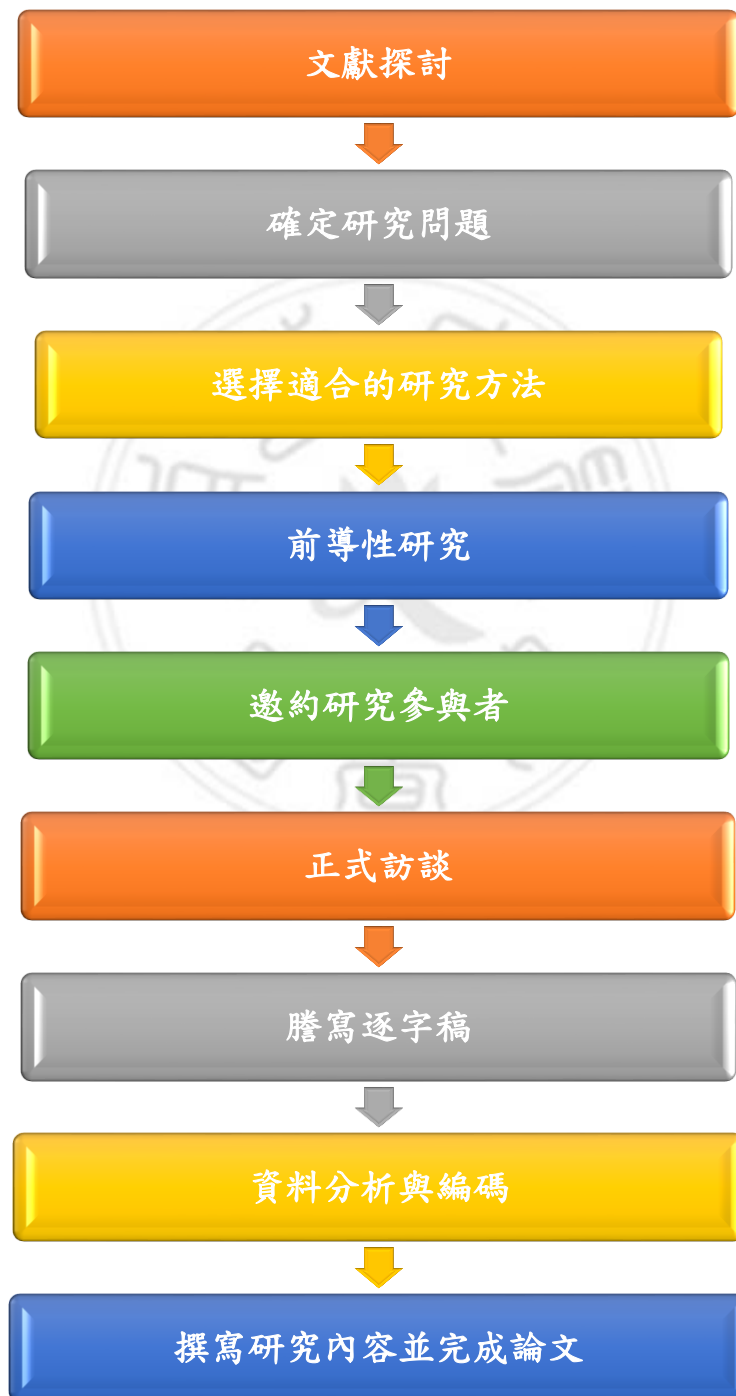 文獻探討
確定研究問題
選擇適合的研究方法
前導性研究
邀約研究參與者
正式訪談
謄寫逐字稿
資料分析與編碼
撰寫研究內容並完成論文